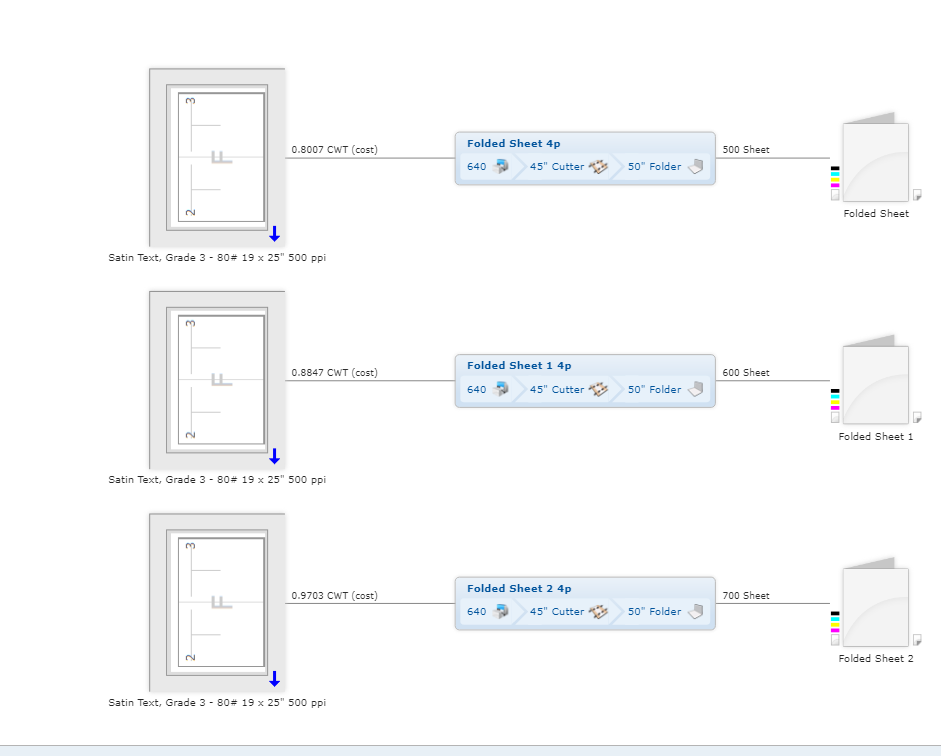 3
F
2
0.8007 CWT (cost)
Folded Sheet 4p
640 45" Cutter 50" Folder
500 Sheet
Folded Sheet
Satin Text, Grade 3 - 80# 19 x 25" 500 ppi
3
F
2
0.8847 CWT (cost)
Folded Sheet 1 4p
640 45" Cutter 50" Folder
600 Sheet
Folded Sheet 1
Satin Text, Grade 3 - 80# 19 x 25" 500 ppi
3
F
2
0.9703 CWT (cost)
Folded Sheet 2 4p
640 45" Cutter 50" Folder
700 Sheet
Folded Sheet 2
Satin Text, Grade 3 - 80# 19 x 25" 500 ppi